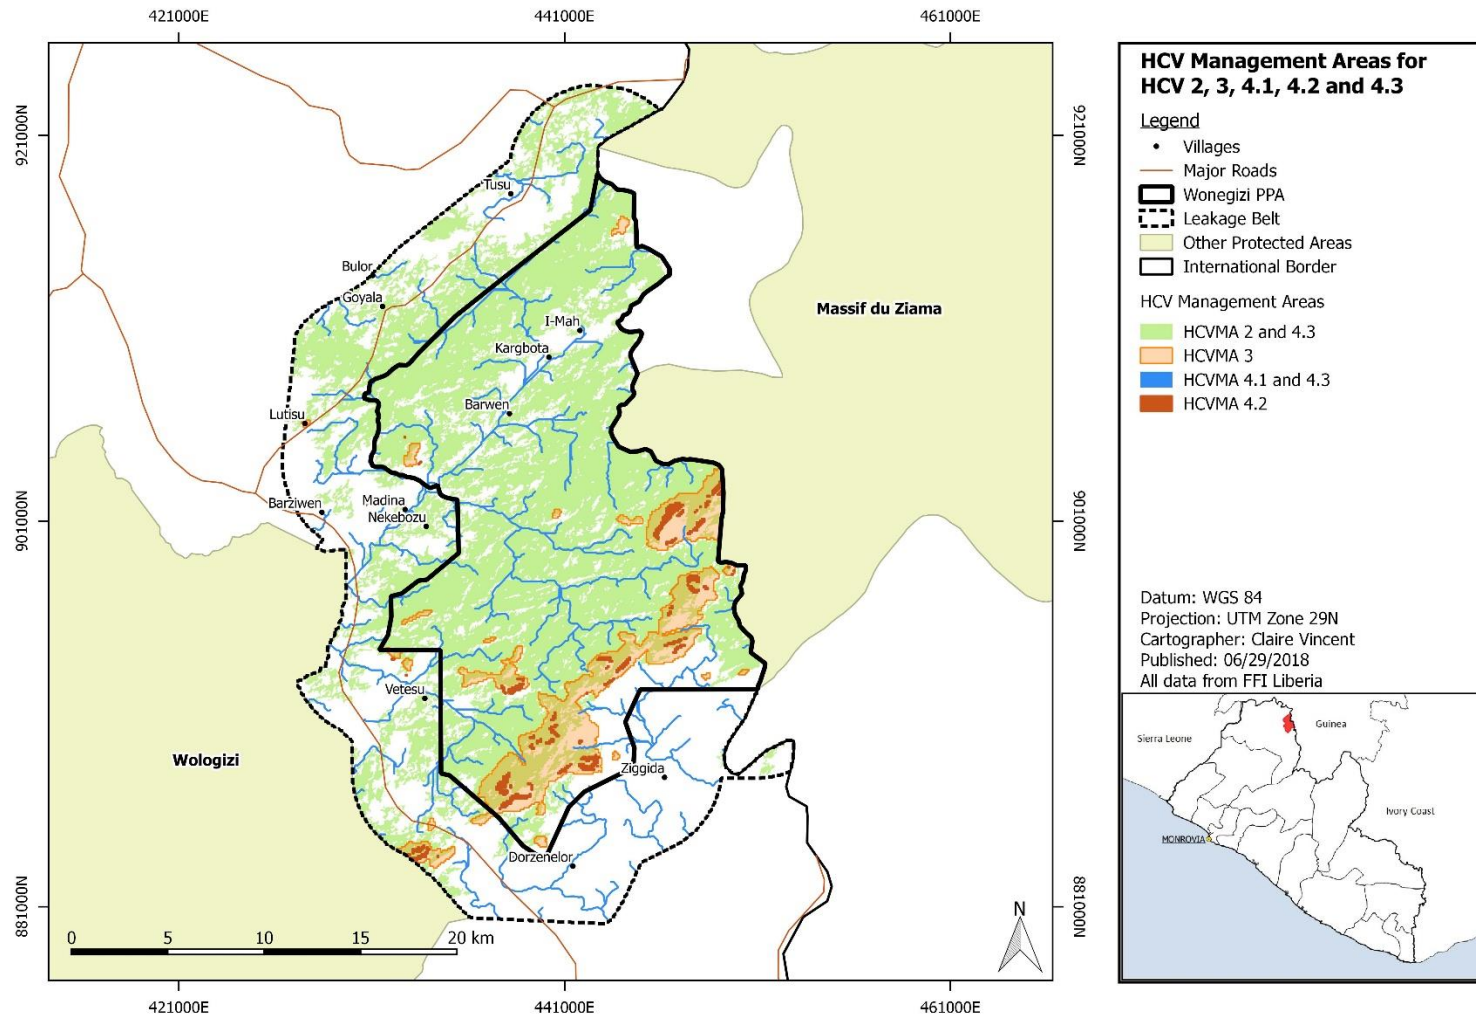 421000E
441000E
461000E
921000N
901000N
881000N
921000N
901000N
881000N
Tusu
Bulor
Goyala
I-Mah
Kargbota
Massif du Ziama
Barwen
Lutisu
Barziwen
Madina
Nekebozu
Vetesu
Wologizi
Ziggida
Dorzenelor
0 5 10 15 20 km
N
421000E
441000E
461000E
HCV Management Areas for
HCV 2, 3, 4.1, 4.2 and 4.3
Legend
Villages
Major Roads
Wonegizi PPA
Leakage Belt
Other Protected Areas
International Border
HCV Management Areas
HCVMA 2 and 4.3
HCVMA 3
HCVMA 4.1 and 4.3
HCVMA 4.2
Datum: WGS 84
Projection: UTM Zone 29N
Cartographer: Claire Vincent
Published: 06/29/2018
All data from FFI Liberia
Guinea
Sierra Leone
Ivory Coast
MONROVIA